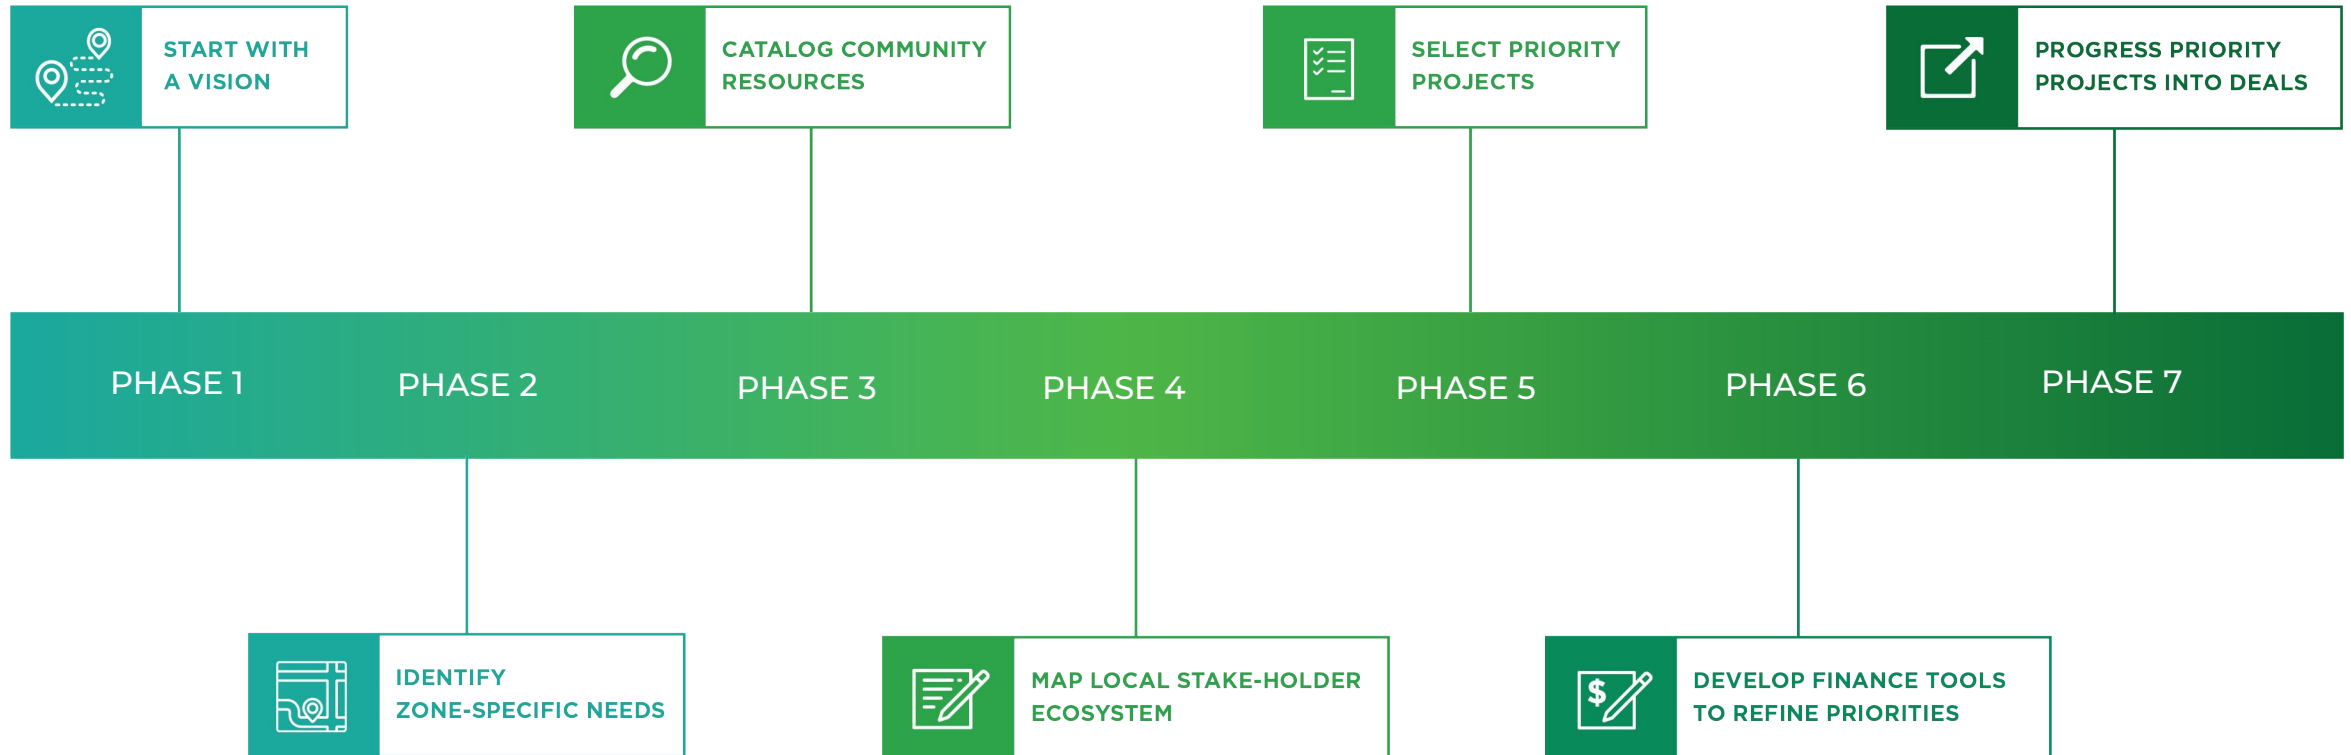 START WITH
A VISION
CATALOG COMMUNITY
RESOURCES
SELECT PRIORITY
PROJECTS
PROGRESS PRIORITY
PROJECTS INTO DEALS
PHASE 1
PHASE 2
PHASE 3
PHASE 4
PHASE 5
PHASE 6
PHASE 7
IDENTIFY
ZONE-SPECIFIC NEEDS
MAP LOCAL STAKE-HOLDER
ECOSYSTEM
$
DEVELOP FINANCE TOOLS
TO REFINE PRIORITIES